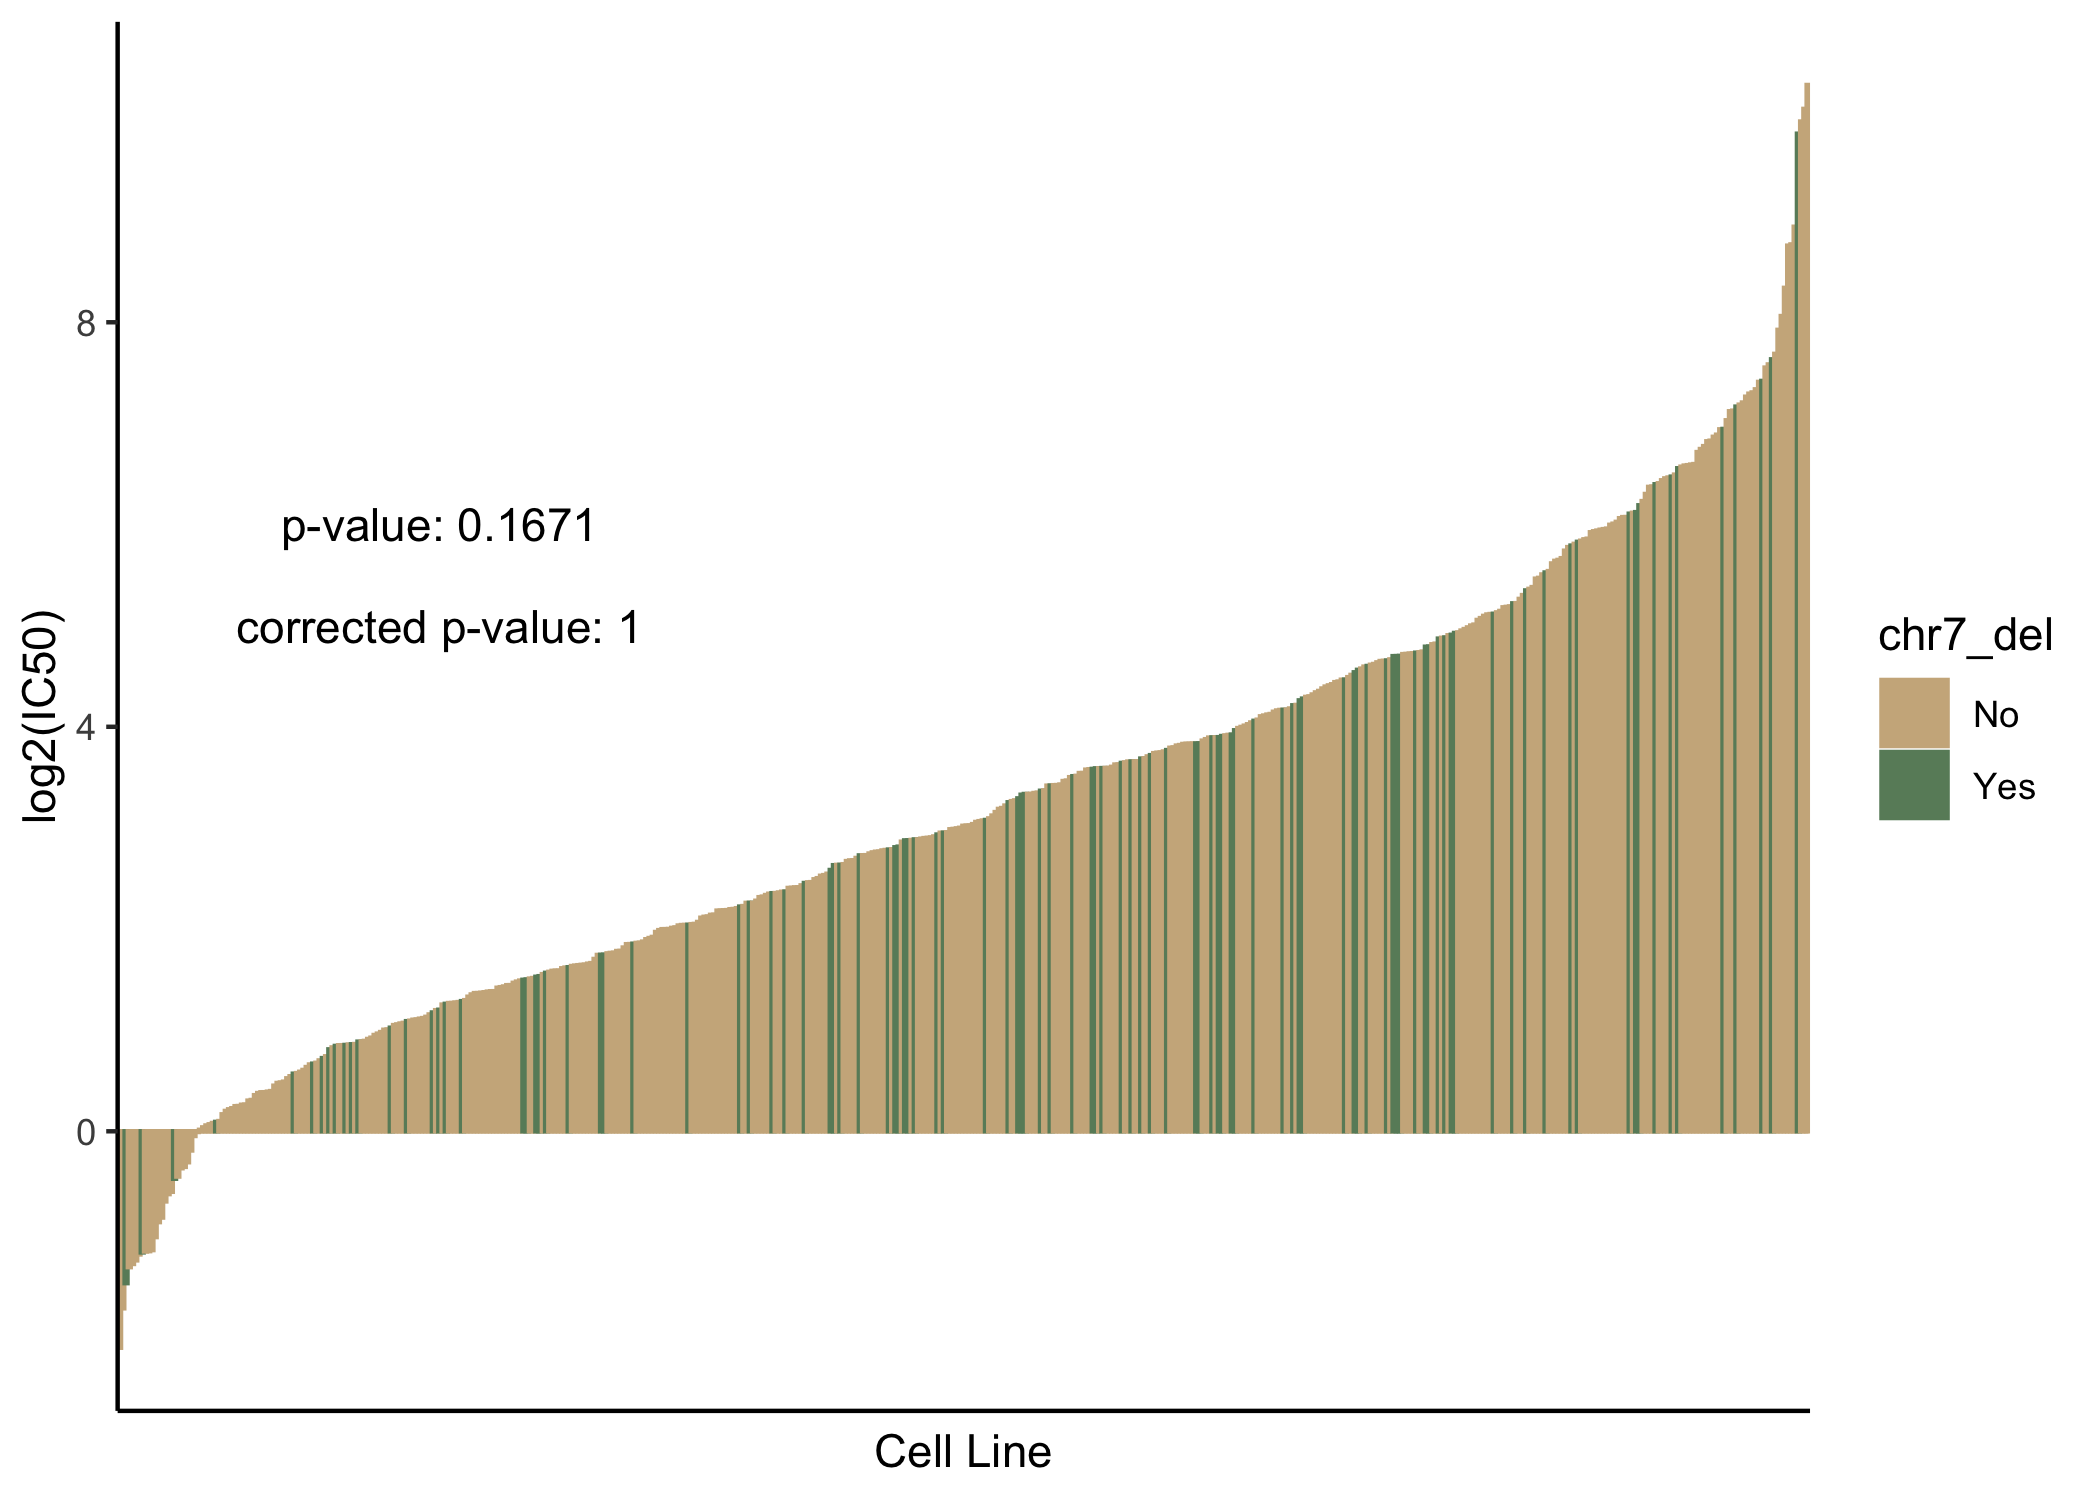 8
4
0
log2(IC50)
p-value: 0.1671
corrected p-value: 1
Cell Line
chr7_del
No
Yes